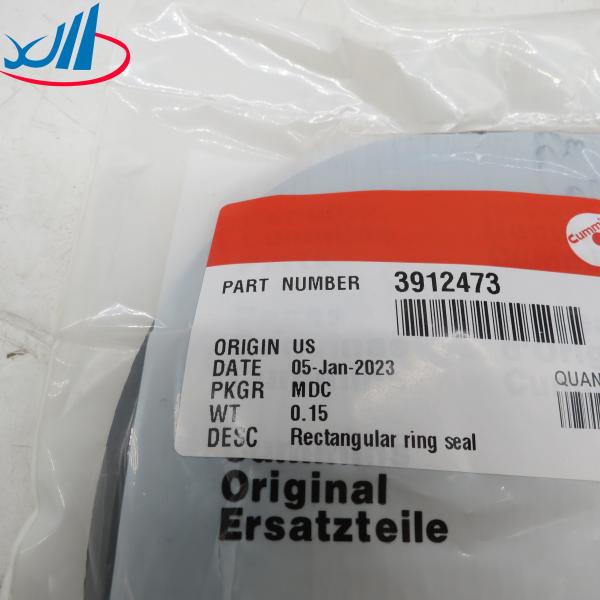 Cummins
PART NUMBER 3912473
ORIGIN US
DATE 05-Jan-2023
QUAN
PKGR MDC
WT 0.15
DESC Rectangular ring seal
Original
Ersatzteile